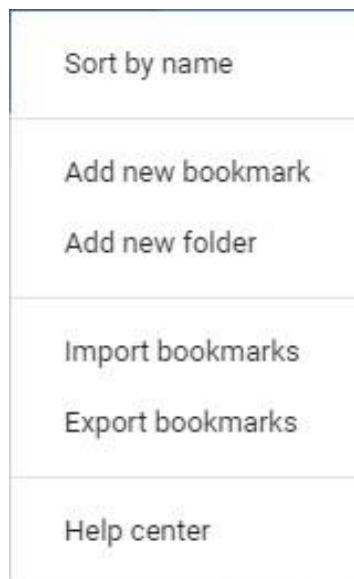 Sort by name
Add new bookmark
Add new folder
Import bookmarks
Export bookmarks
Help center